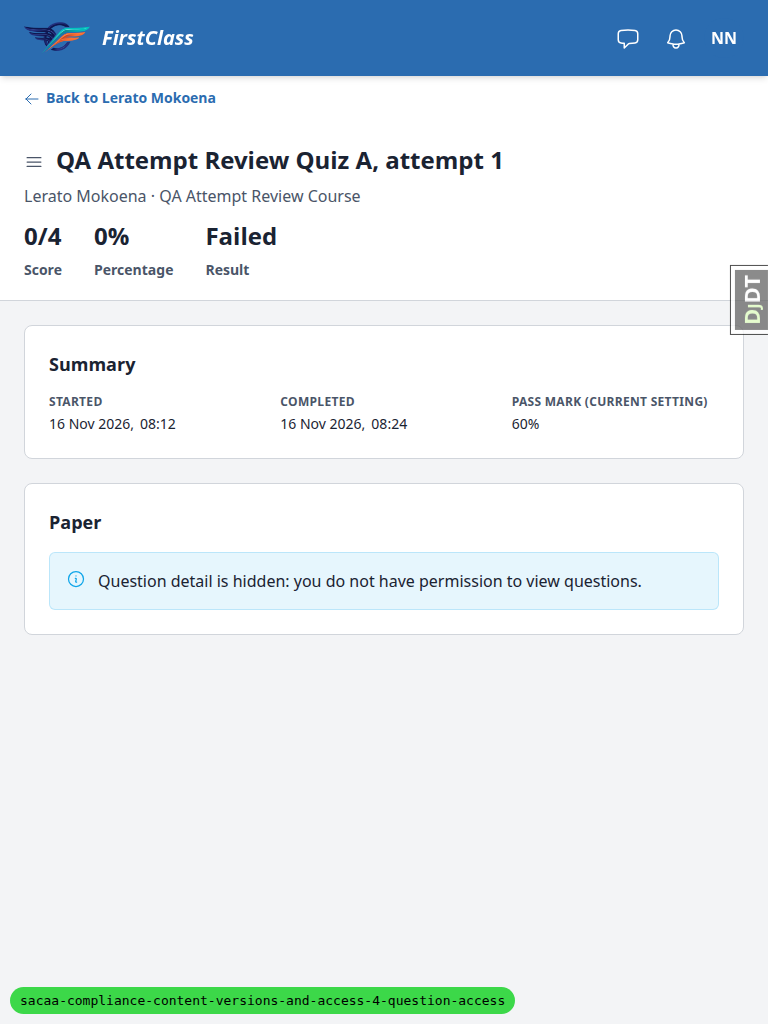 FirstClass
NN
Back to Lerato Mokoena
QA Attempt Review Quiz A, attempt 1
Lerato Mokoena · QA Attempt Review Course
0/4 0% Failed
Score Percentage Result
DjDT
Summary
STARTED COMPLETED PASS MARK (CURRENT SETTING)
16 Nov 2026, 08:12 16 Nov 2026, 08:24 60%
Paper
Question detail is hidden: you do not have permission to view questions.
sacaa-compliance-content-versions-and-access-4-question-access